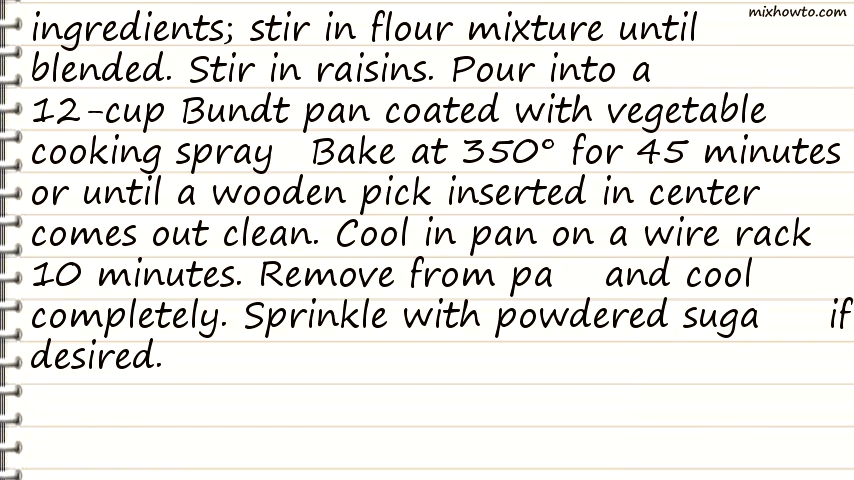 mixhowto.com
ingredients; stir in flour mixture until
blended. Stir in raisins. Pour into a
12-cup Bundt pan coated with vegetable
cooking spray Bake at 350° for 45 minutes
or until a wooden pick inserted in center
comes out clean. Cool in pan on a wire rack
10 minutes. Remove from pa and cool
completely. Sprinkle with powdered suga if
desired.